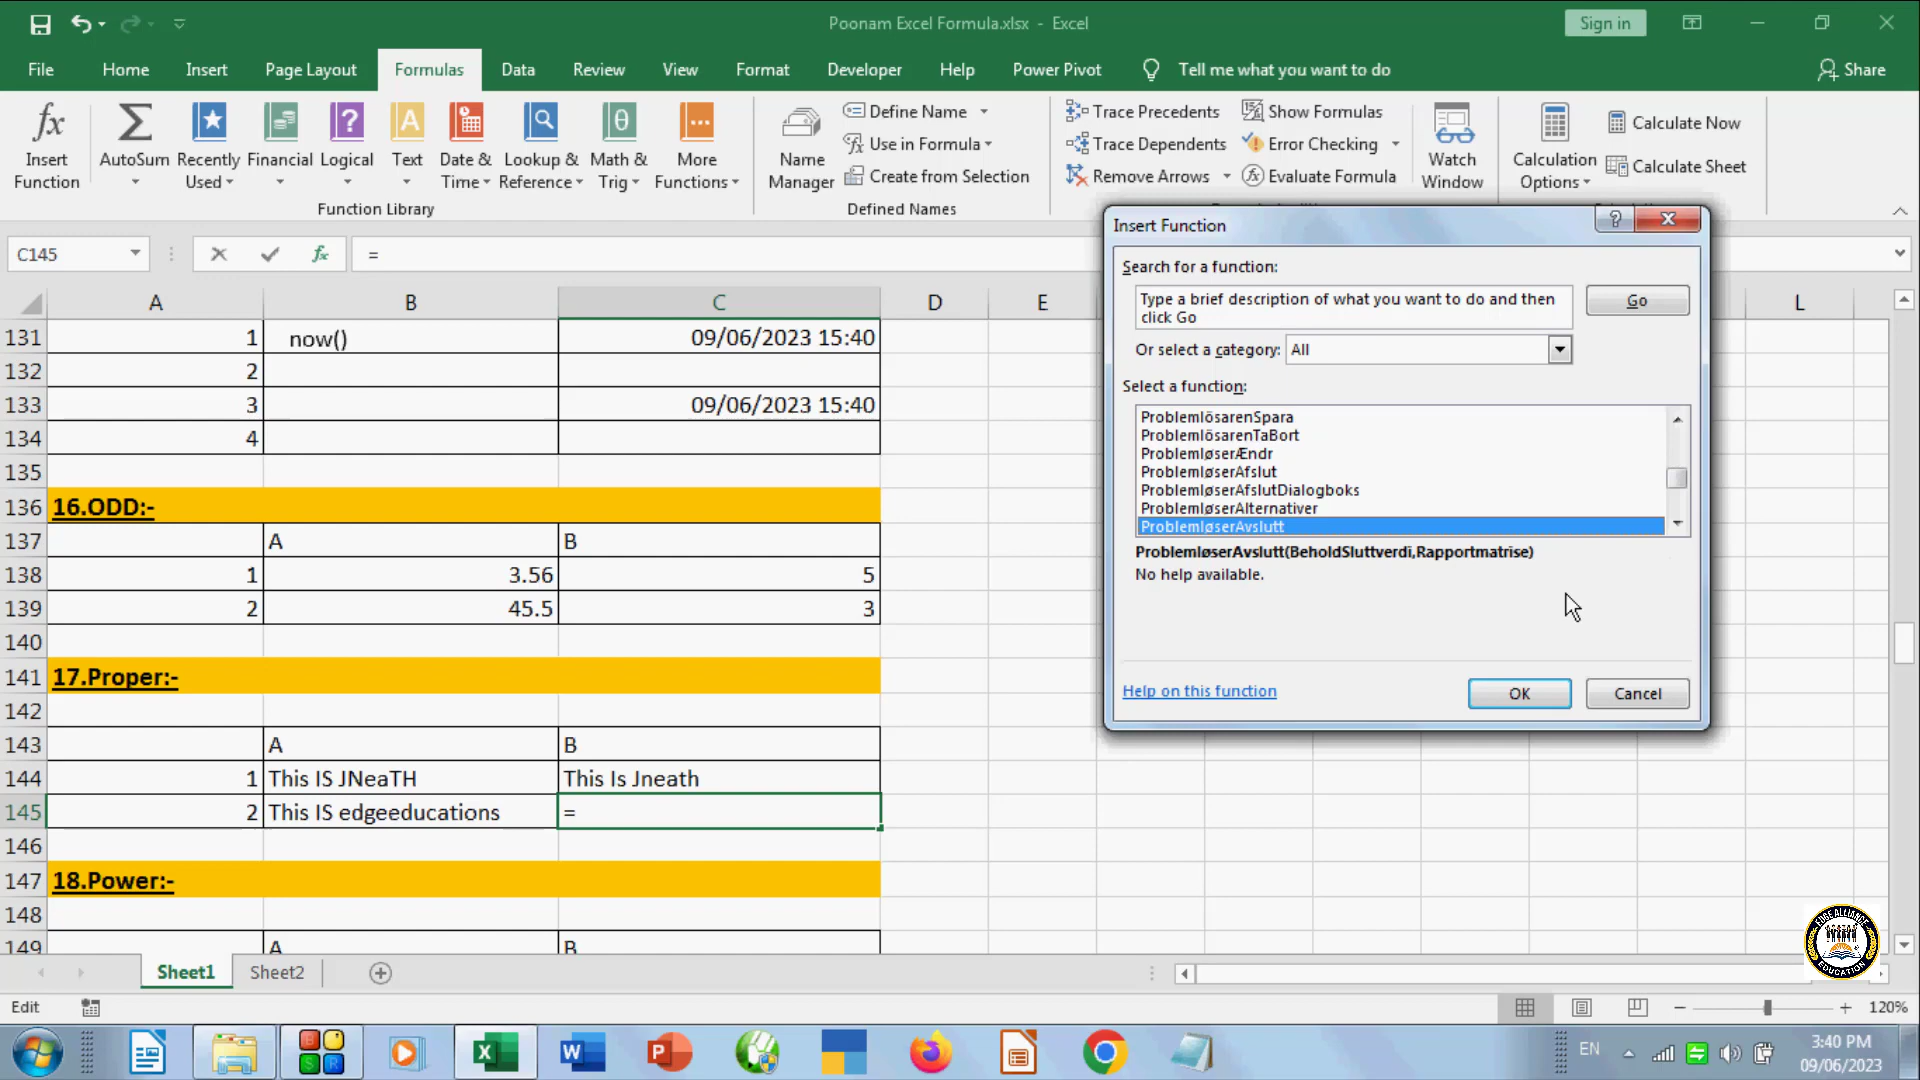 Poonam Excel Formula.xlsx - Excel
Sign in
File Home Insert Page Layout Formulas Data Review View Format Developer Help Power Pivot Tell me what you want to do Share
Insert Function
AutoSum
Recently Used
Financial
Logical
Text
Date & Time
Lookup & Reference
Math & Trig
More Functions
Function Library
Name Manager
Define Name
Use in Formula
Create from Selection
Defined Names
Trace Precedents
Trace Dependents
Remove Arrows
Show Formulas
Error Checking
Evaluate Formula
Watch Window
Calculation Options
Calculate Now
Calculate Sheet
C145 fx =
A B C D E L
131 1 now() 09/06/2023 15:40
132 2
133 3 09/06/2023 15:40
134 4
135
136 16.ODD:-
137 A B
138 1 3.56 5
139 2 45.5 3
140
141 17.Proper:-
142
143 A B
144 1 This IS JNeaTH This Is Jneath
145 2 This IS edgeeducations =
146
147 18.Power:-
148
149 A B
Insert Function
Search for a function:
Type a brief description of what you want to do and then
click Go
Go
Or select a category: All
Select a function:
ProblemlösarenSpara
ProblemlösarenTaBort
ProblemløserÆndr
ProblemløserAfslut
ProblemløserAfslutDialogboks
ProblemløserAlternativer
ProblemløserAvslutt
ProblemløserAvslutt(BeholdSluttverdi,Rapportmatrise)
No help available.
Help on this function
OK Cancel
EDGE ALLIANCE
EDUCATION
Sheet1 Sheet2
Edit
120%
EN
3:40 PM
09/06/2023